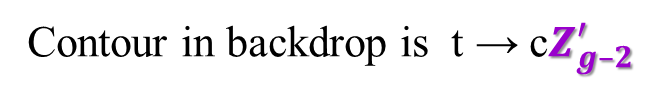 Contour in backdrop is t → cZ′g−2